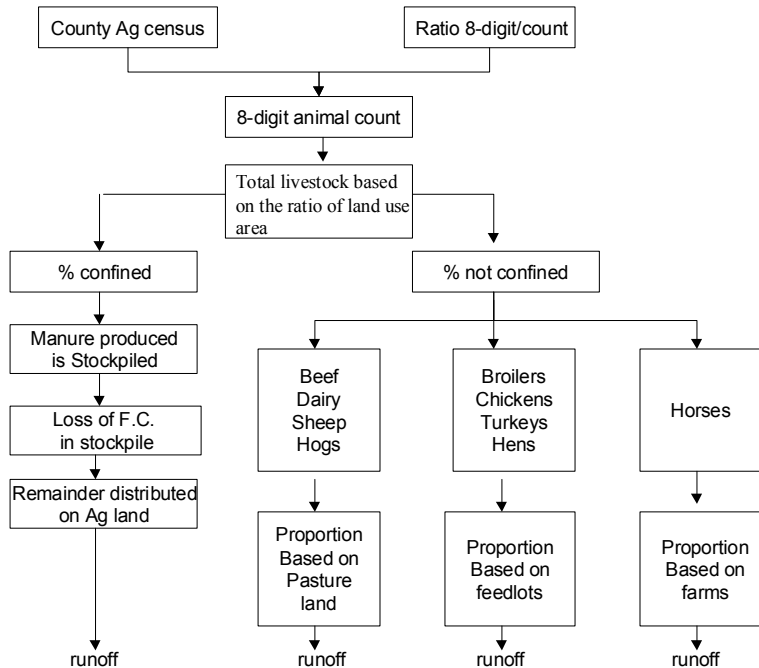 County Ag census
Ratio 8-digit/count
8-digit animal count
Total livestock based
on the ratio of land use
area
% confined
% not confined
Manure produced
is Stockpiled
Loss of F.C.
in stockpile
Remainder distributed
on Ag land
Beef
Dairy
Sheep
Hogs
Broilers
Chickens
Turkeys
Hens
Horses
Proportion
Based on
Pasture
land
Proportion
Based on
feedlots
Proportion
Based on
farms
runoff
runoff
runoff
runoff